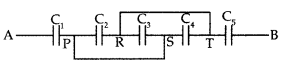 C₁ C₂ C₃ C₄ C₅
A P R S T B